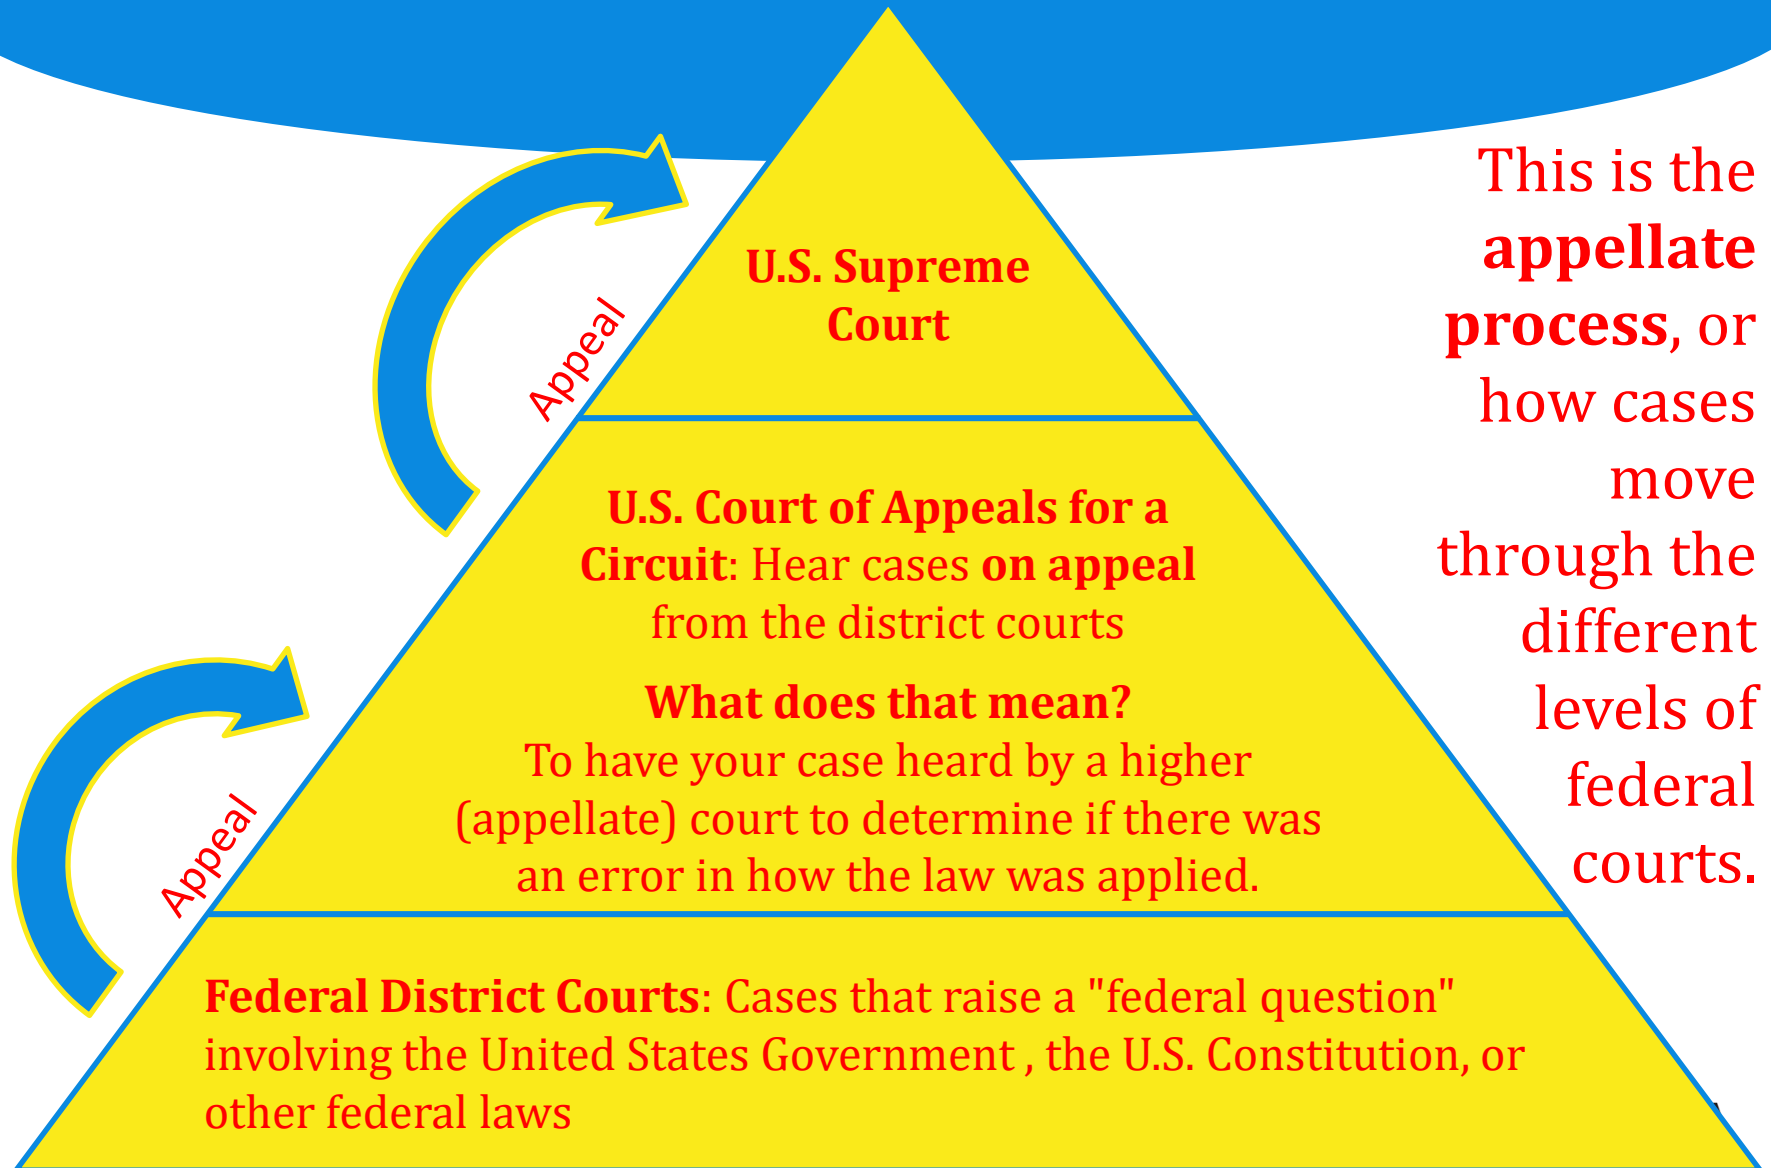 U.S. Supreme
Court
Appeal
U.S. Court of Appeals for a
Circuit: Hear cases on appeal
from the district courts
What does that mean?
To have your case heard by a higher
(appellate) court to determine if there was
an error in how the law was applied.
Appeal
Federal District Courts: Cases that raise a "federal question"
involving the United States Government , the U.S. Constitution, or
other federal laws
This is the
appellate
process, or
how cases
move
through the
different
levels of
federal
courts.